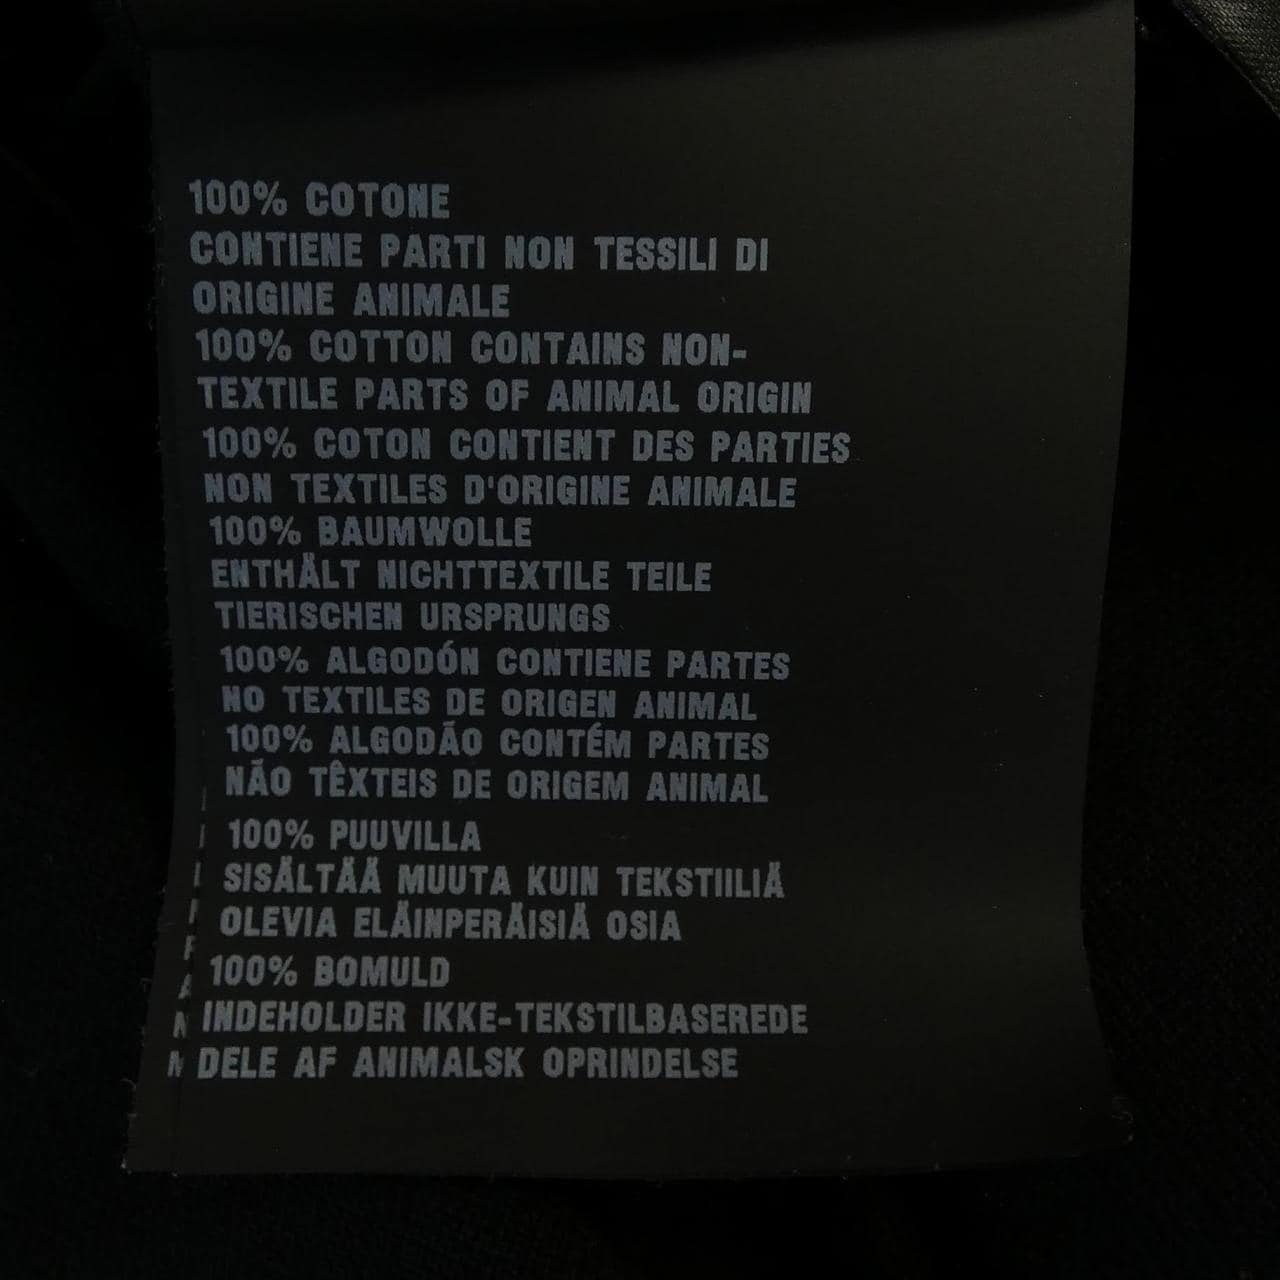 100% COTONE
CONTIENE PARTI NON TESSILI DI
ORIGINE ANIMALE
100% COTTON CONTAINS NON-
TEXTILE PARTS OF ANIMAL ORIGIN
100% COTON CONTIENT DES PARTIES
NON TEXTILES D'ORIGINE ANIMALE
100% BAUMWOLLE
ENTHÄLT NICHTTEXTILE TEILE
TIERISCHEN URSPRUNGS
100% ALGODÓN CONTIENE PARTES
NO TEXTILES DE ORIGEN ANIMAL
100% ALGODÃO CONTÉM PARTES
NÃO TÊXTEIS DE ORIGEM ANIMAL
100% PUUVILLA
SISÄLTÄÄ MUUTA KUIN TEKSTIILIÄ
OLEVIA ELÄINPERÄISIÄ OSIA
100% BOMULD
INDEHOLDER IKKE-TEKSTILBASEREDE
DELE AF ANIMALSK OPRINDELSE